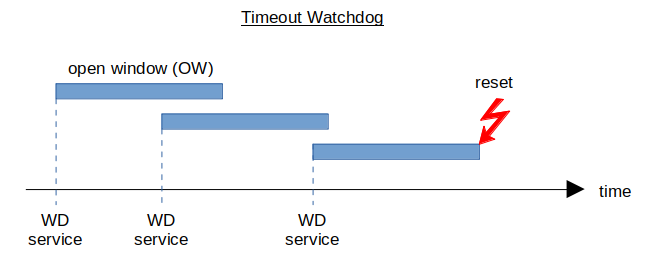 Timeout Watchdog
open window (OW)
reset
time
WD
service
WD
service
WD
service